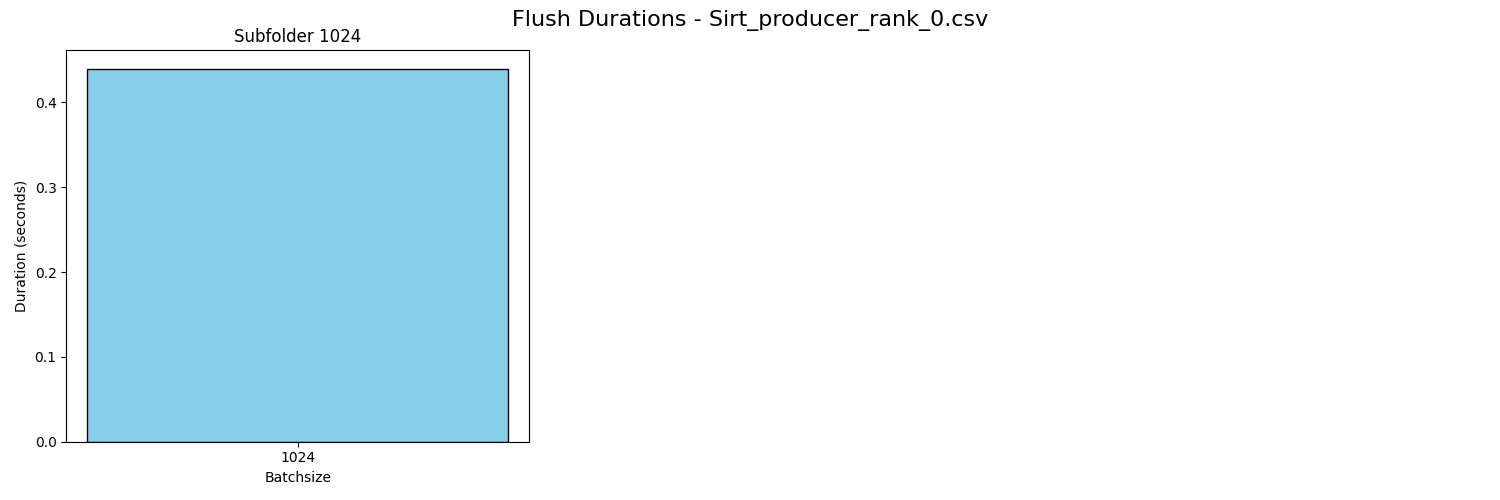 Flush Durations - Sirt_producer_rank_0.csv
Subfolder 1024
Duration (seconds)
0.4
0.3
0.2
0.1
0.0
1024
Batchsize